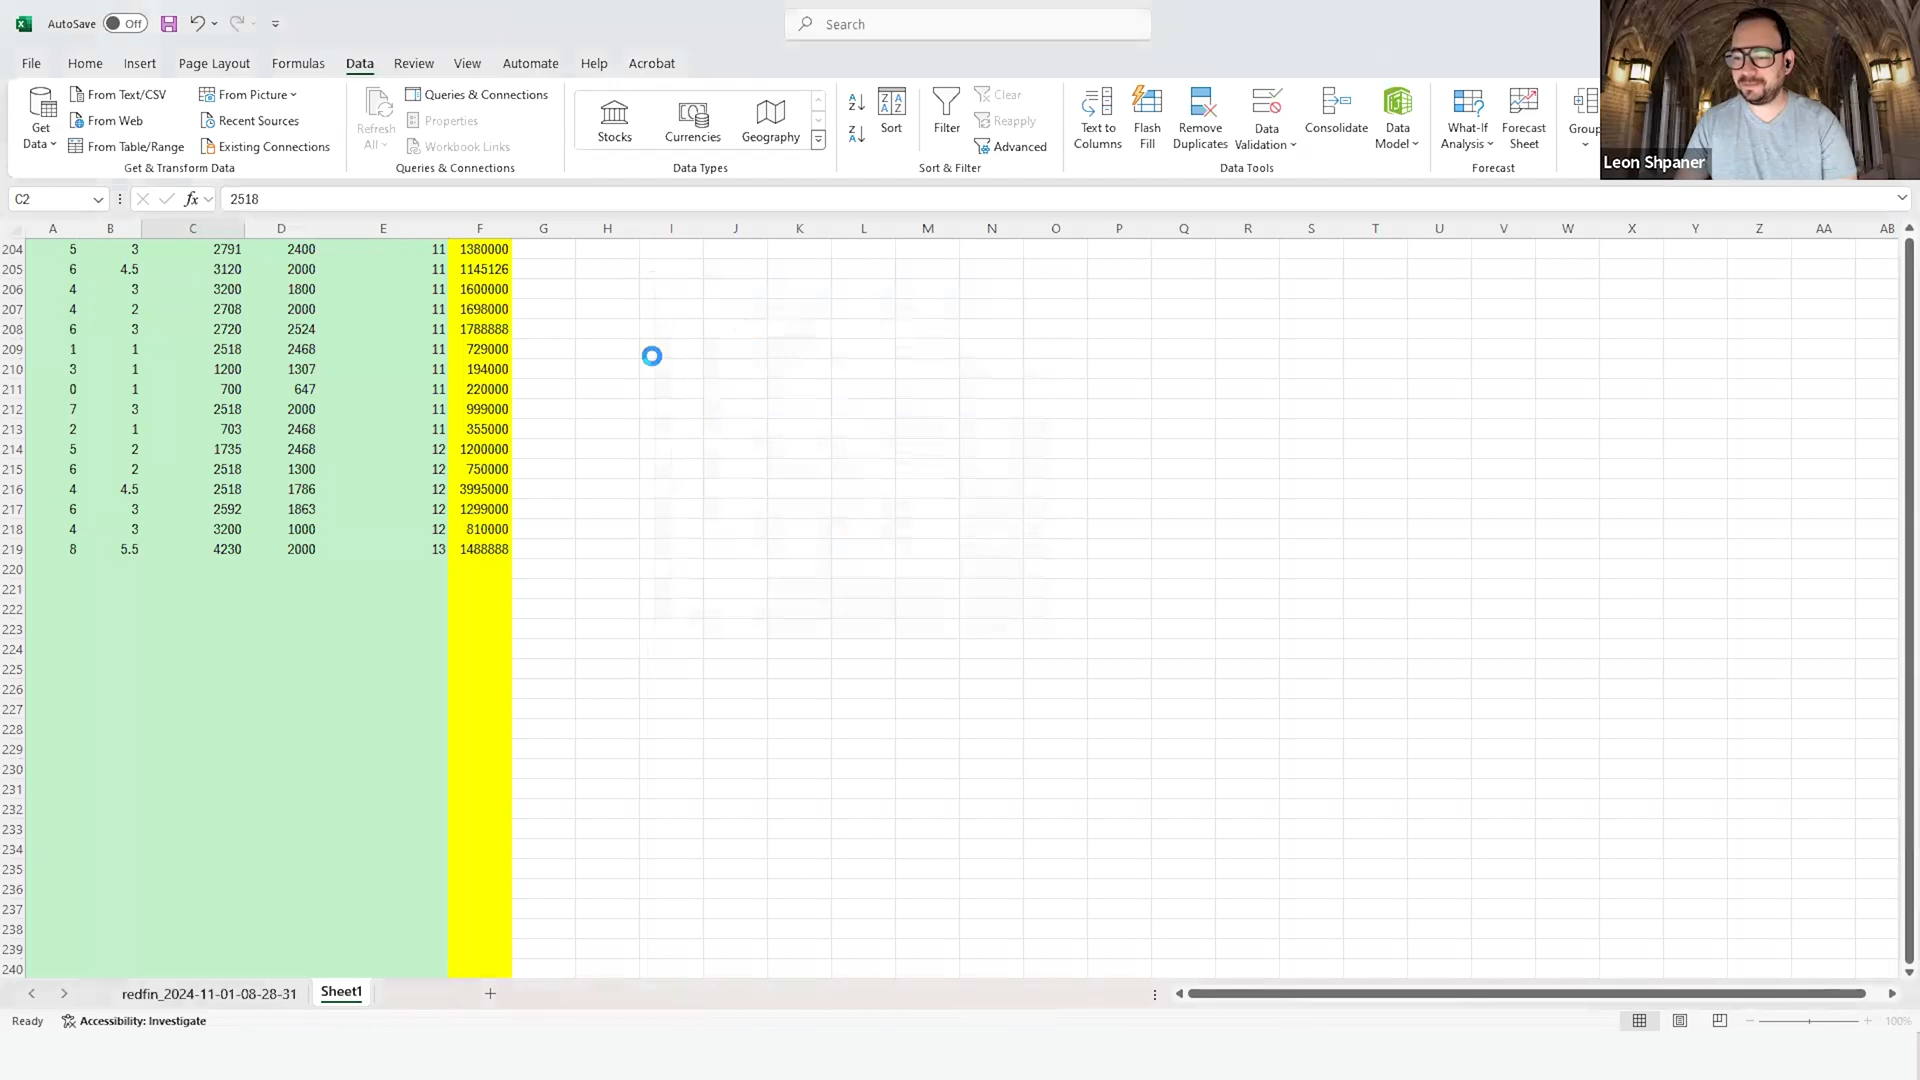 AutoSave Off Search
File Home Insert Page Layout Formulas Data Review View Automate Help Acrobat
Get Data From Text/CSV From Web From Table/Range From Picture Recent Sources Existing Connections
Get & Transform Data
Refresh All Queries & Connections Properties Workbook Links
Queries & Connections
Stocks Currencies Geography
Data Types
Sort Filter Clear Reapply Advanced
Sort & Filter
Text to Columns Flash Fill Remove Duplicates Data Validation Consolidate Data Model
Data Tools
What-If Analysis Forecast Sheet
Forecast
Group
Leon Shpaner
C2 fx 2518
A B C D E F G H I J K L M N O P Q R S T U V W X Y Z AA AB
204 5 3 2791 2400 11 1380000
205 6 4.5 3120 2000 11 1145126
206 4 3 3200 1800 11 1600000
207 4 2 2708 2000 11 1698000
208 6 3 2720 2524 11 1788888
209 1 1 2518 2468 11 729000
210 3 1 1200 1307 11 194000
211 0 1 700 647 11 220000
212 7 3 2518 2000 11 999000
213 2 1 703 2468 11 355000
214 5 2 1735 2468 12 1200000
215 6 2 2518 1300 12 750000
216 4 4.5 2518 1786 12 3995000
217 6 3 2592 1863 12 1299000
218 4 3 3200 1000 12 810000
219 8 5.5 4230 2000 13 1488888
220
221
222
223
224
225
226
227
228
229
230
231
232
233
234
235
236
237
238
239
240
redfin_2024-11-01-08-28-31 Sheet1
Ready Accessibility: Investigate 100%